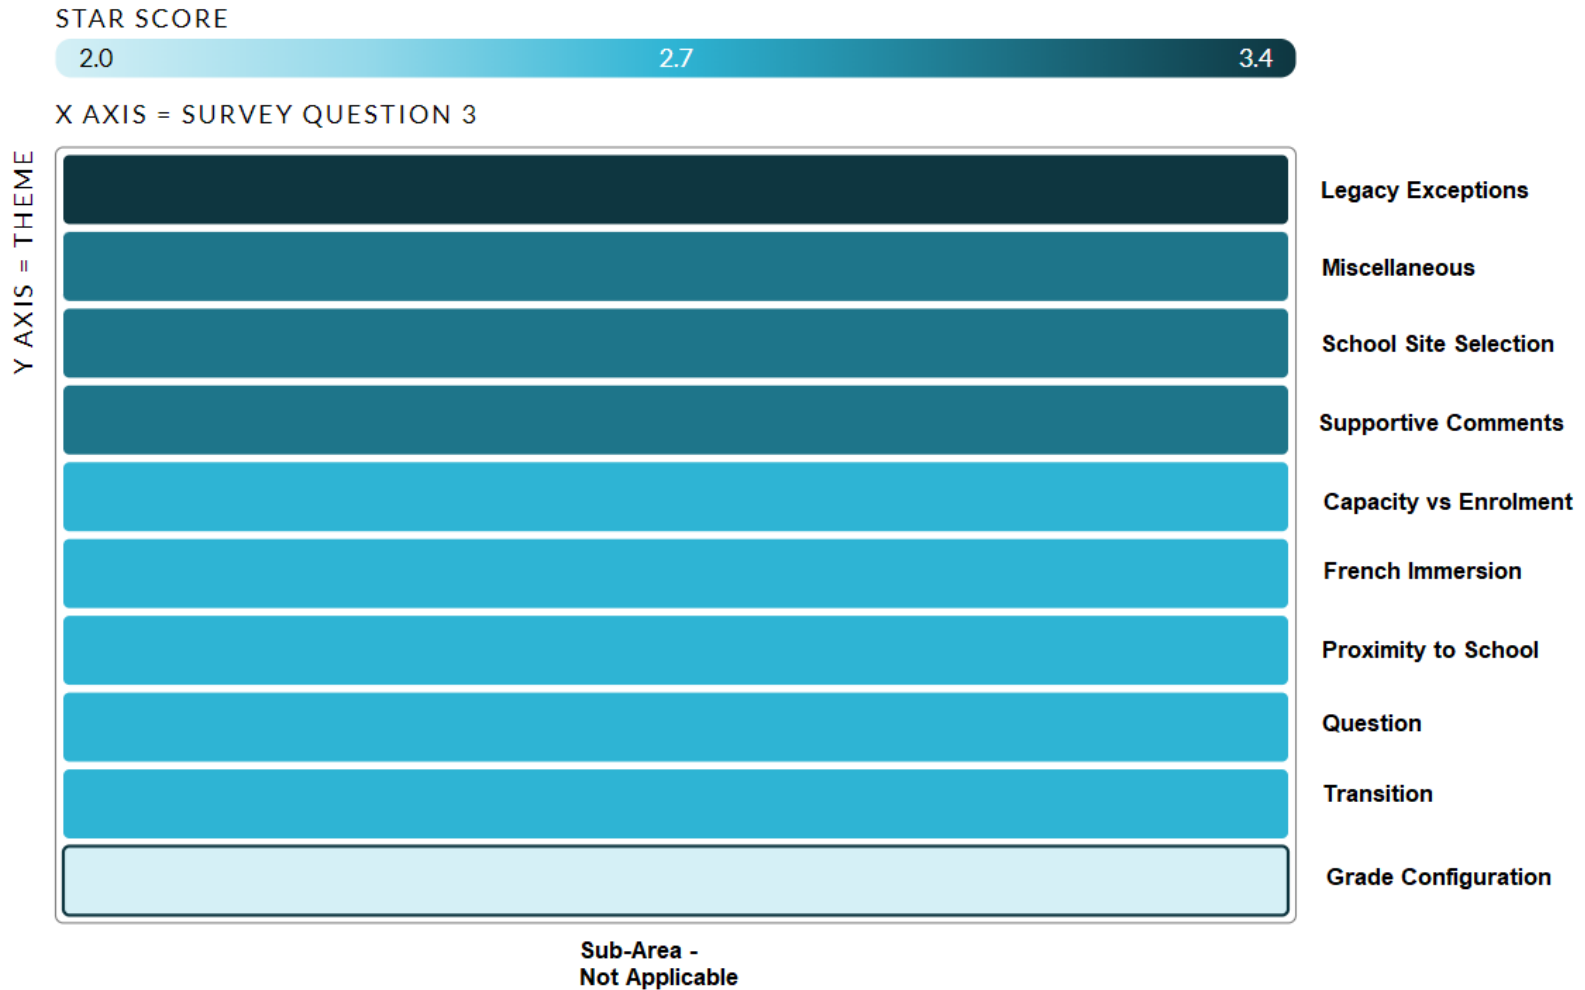 STAR SCORE
2.0 2.7 3.4
X AXIS = SURVEY QUESTION 3
Y AXIS = THEME
Legacy Exceptions
Miscellaneous
School Site Selection
Supportive Comments
Capacity vs Enrolment
French Immersion
Proximity to School
Question
Transition
Grade Configuration
Sub-Area -
Not Applicable